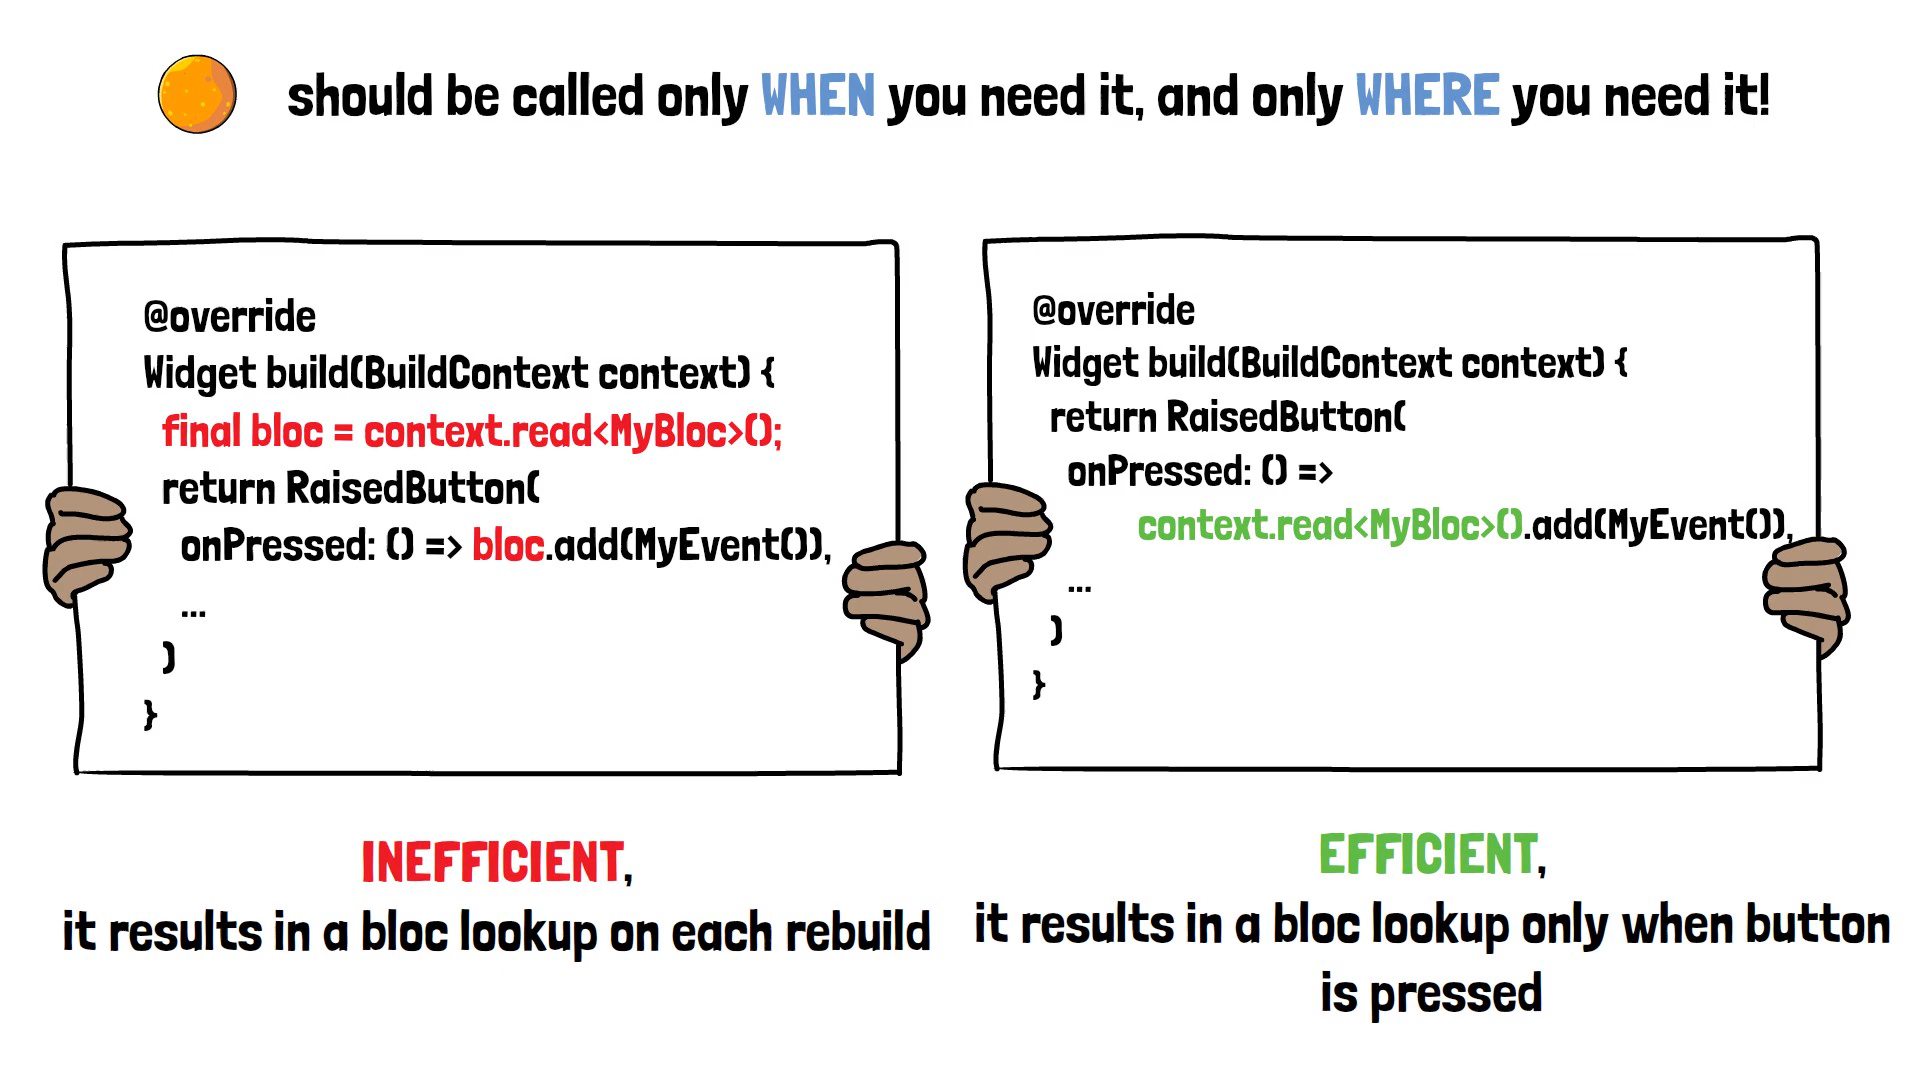 should be called only WHEN you need it, and only WHERE you need it!
@override
Widget build(BuildContext context) {
final bloc = context.read<MyBloc>();
return RaisedButton(
onPressed: () => bloc.add(MyEvent()),
...
)
}
INEFFICIENT,
it results in a bloc lookup on each rebuild
@override
Widget build(BuildContext context) {
return RaisedButton(
onPressed: () =>
context.read<MyBloc>().add(MyEvent()),
...
)
}
EFFICIENT,
it results in a bloc lookup only when button
is pressed